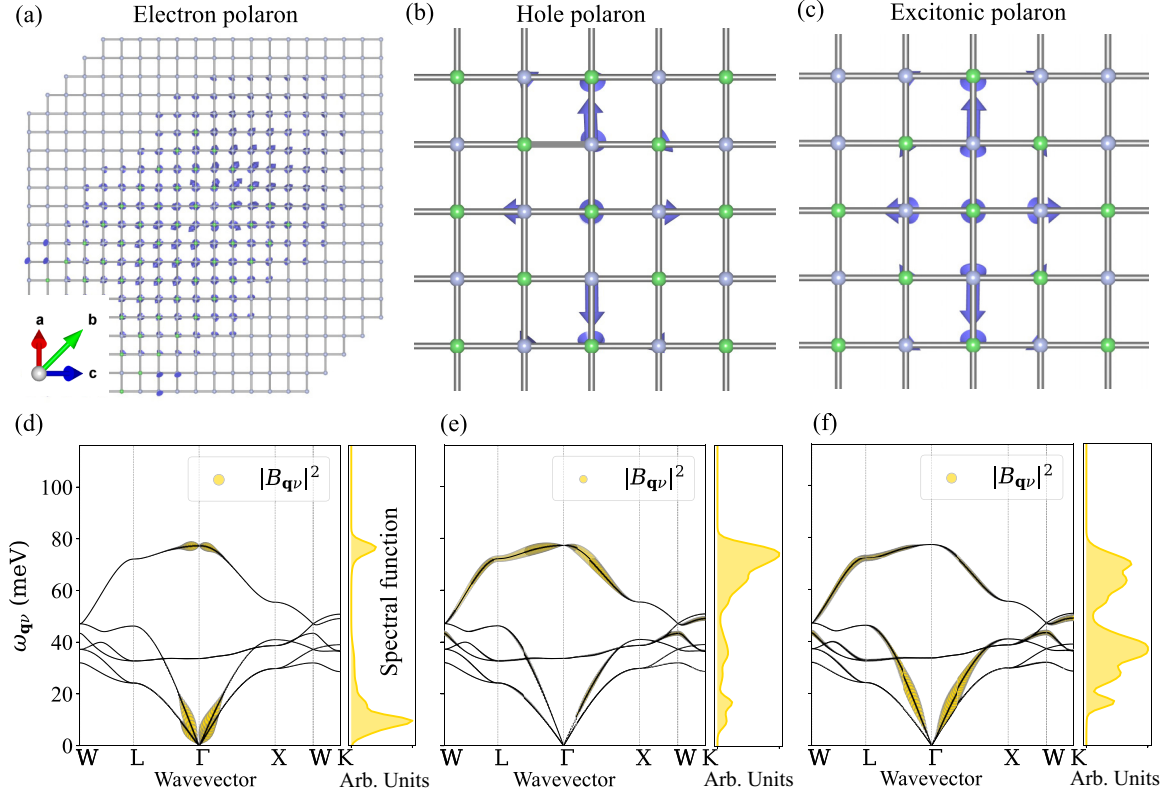 (a) Electron polaron
(b) Hole polaron
(c) Excitonic polaron
a
b
c
(d)
(e)
(f)
|B𝐪ν|²
|B𝐪ν|²
|B𝐪ν|²
ω𝐪ν (meV)
100
80
60
40
20
0
Spectral function
W L Γ X W K
W L Γ X W K
W L Γ X W K
Wavevector Arb. Units
Wavevector Arb. Units
Wavevector Arb. Units